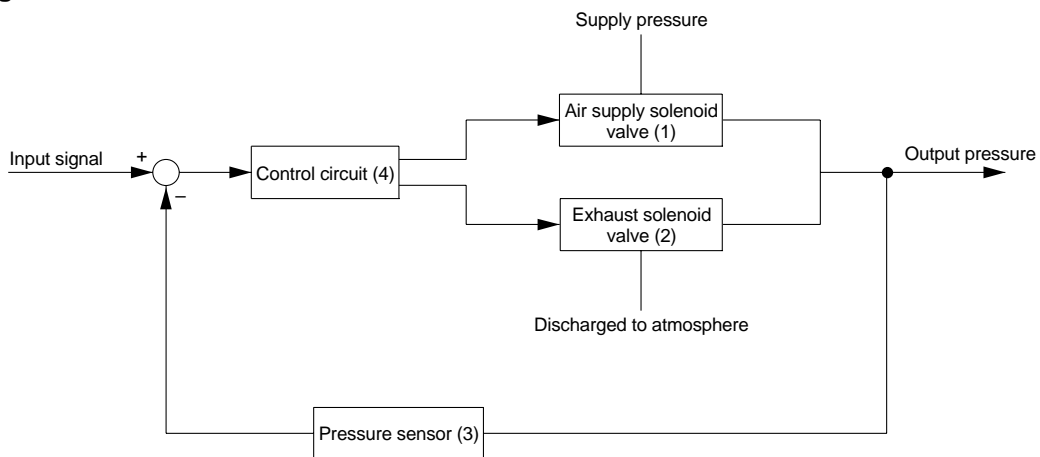 Supply pressure
Air supply solenoid
valve (1)
Input signal
+
−
Control circuit (4)
Output pressure
Exhaust solenoid
valve (2)
Discharged to atmosphere
Pressure sensor (3)